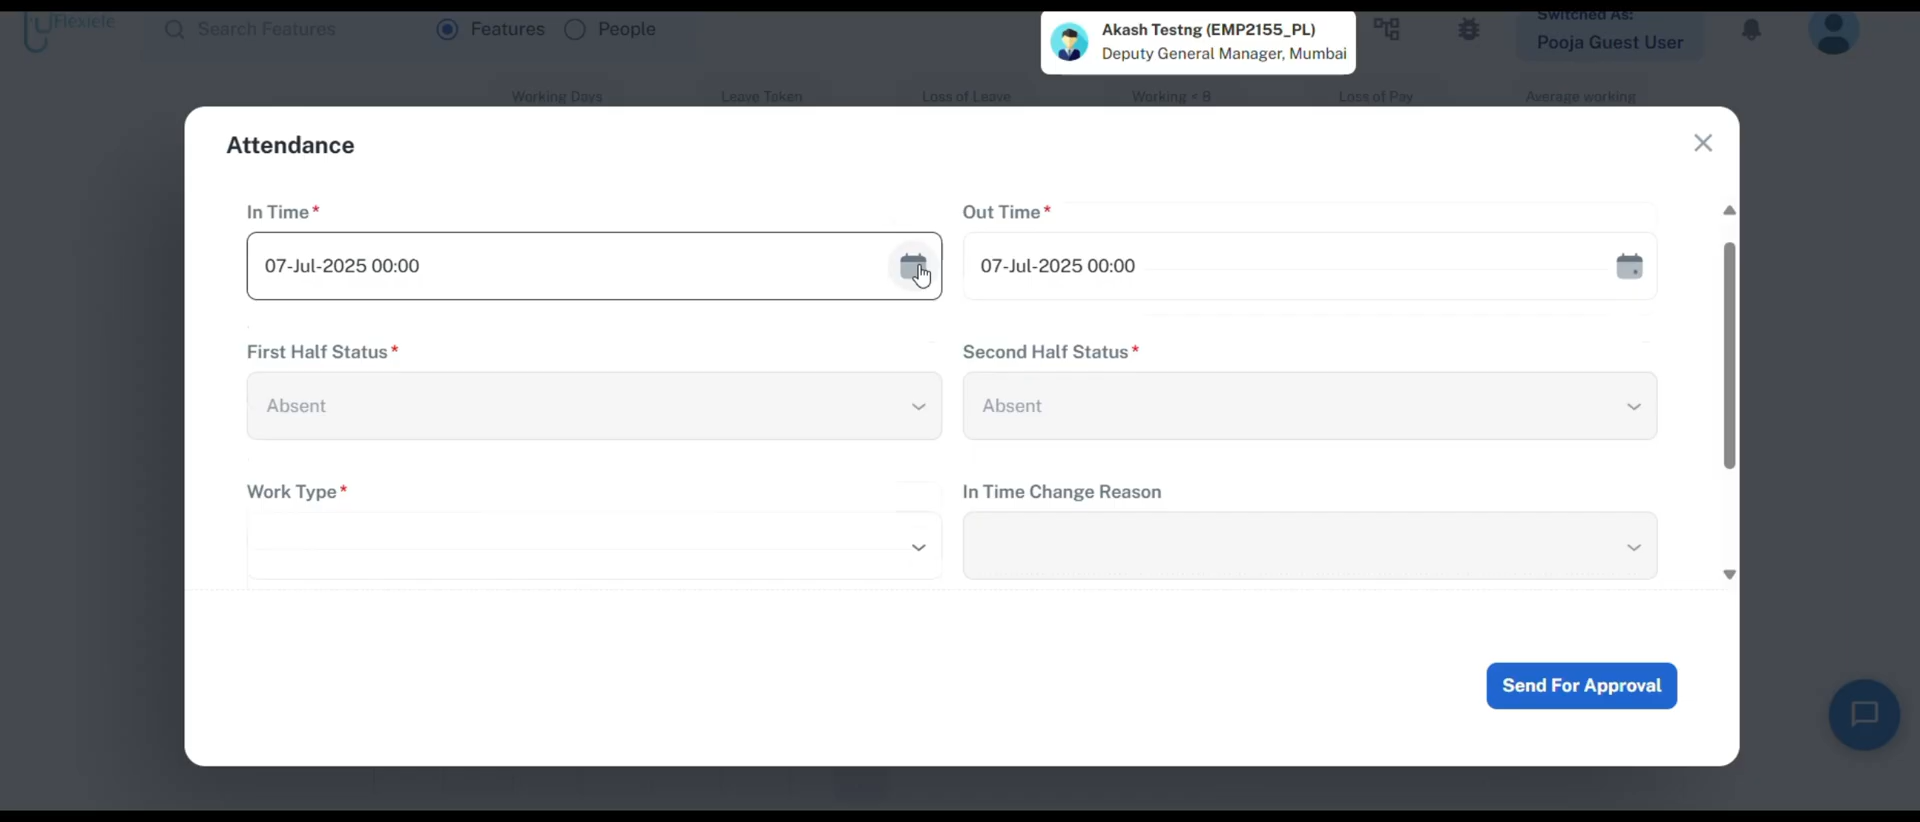 Flexiele
Search Features
Features
People
Akash Testng (EMP2155_PL)
Deputy General Manager, Mumbai
Switched As:
Pooja Guest User
Working Days
Leave Taken
Loss of Leave
Working < 8
Loss of Pay
Average working
Attendance
In Time*
Out Time*
07-Jul-2025 00:00
07-Jul-2025 00:00
First Half Status*
Second Half Status*
Absent
Absent
Work Type*
In Time Change Reason
Send For Approval